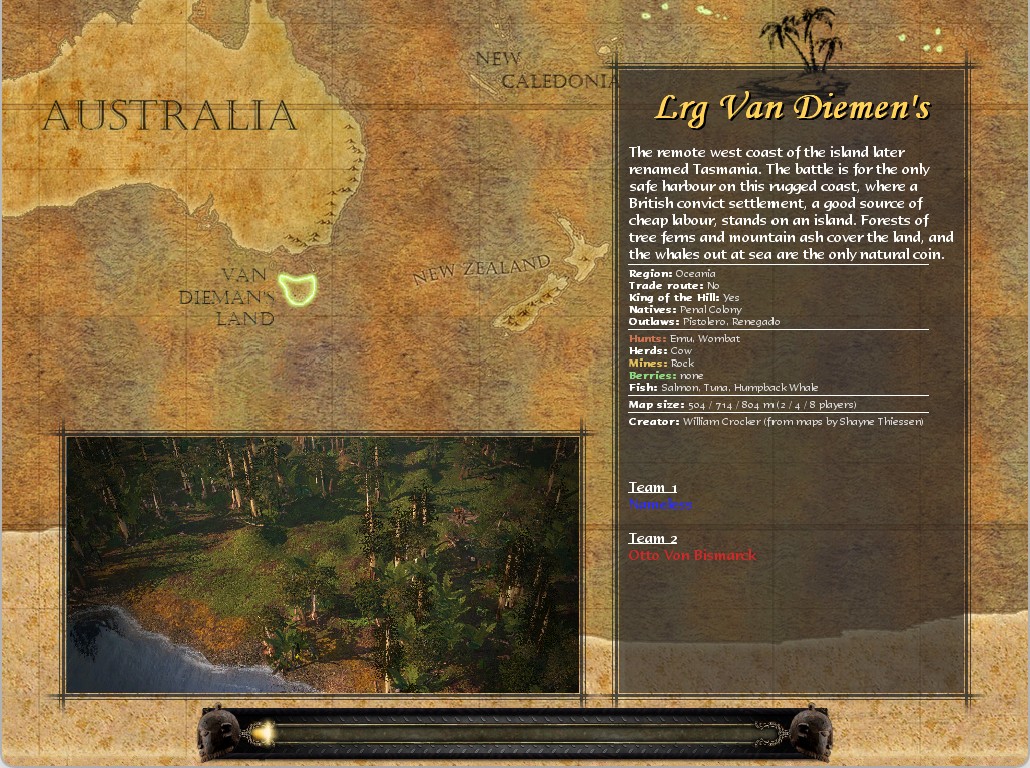 AUSTRALIA
NEW
CALEDONIA
VAN
DIEMAN'S
LAND
NEW ZEALAND
Lrg Van Diemen's
The remote west coast of the island later
renamed Tasmania. The battle is for the only
safe harbour on this rugged coast, where a
British convict settlement, a good source of
cheap labour, stands on an island. Forests of
tree ferns and mountain ash cover the land, and
the whales out at sea are the only natural coin.
Region: Oceania
Trade route: No
King of the Hill: Yes
Natives: Penal Colony
Outlaws: Pistolero, Renegado
Hunts: Emu, Wombat
Herds: Cow
Mines: Rock
Berries: none
Fish: Salmon, Tuna, Humpback Whale
Map size: 504 / 714 / 804 m (2 / 4 / 8 players)
Creator: William Crocker (from maps by Shayne Thiessen)
Team 1
Nameless
Team 2
Otto Von Bismarck